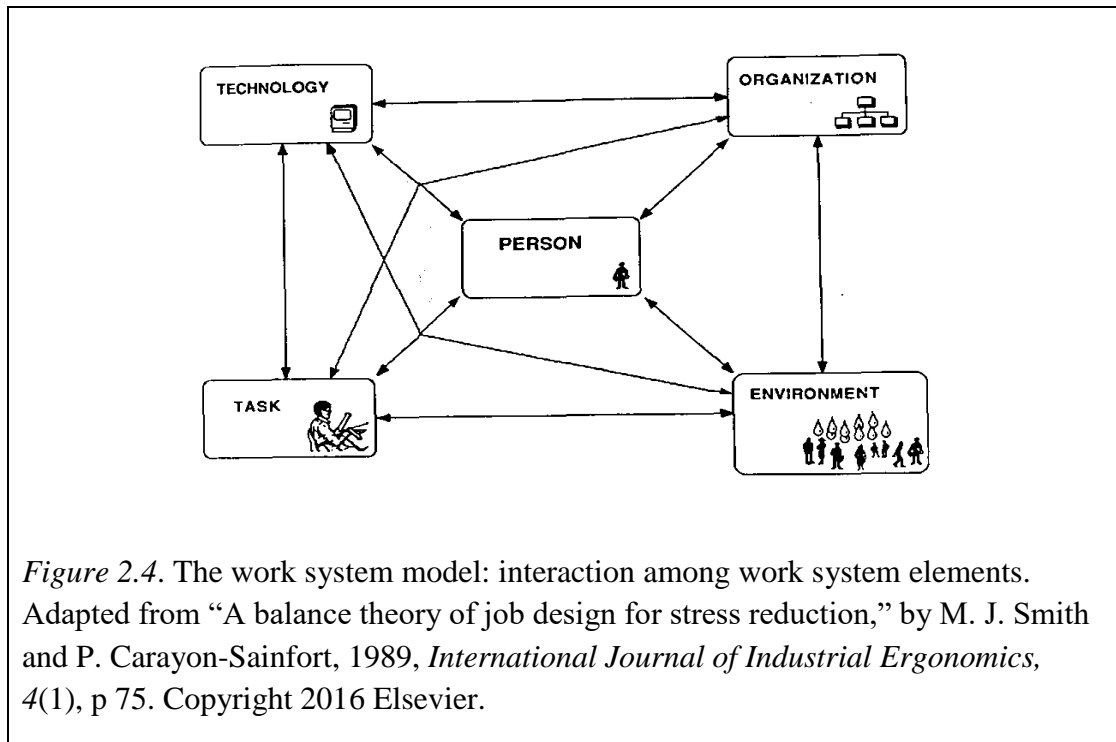 TECHNOLOGY
ORGANIZATION
PERSON
TASK
ENVIRONMENT
Figure 2.4. The work system model: interaction among work system elements.
Adapted from “A balance theory of job design for stress reduction,” by M. J. Smith
and P. Carayon-Sainfort, 1989, International Journal of Industrial Ergonomics,
4(1), p 75. Copyright 2016 Elsevier.